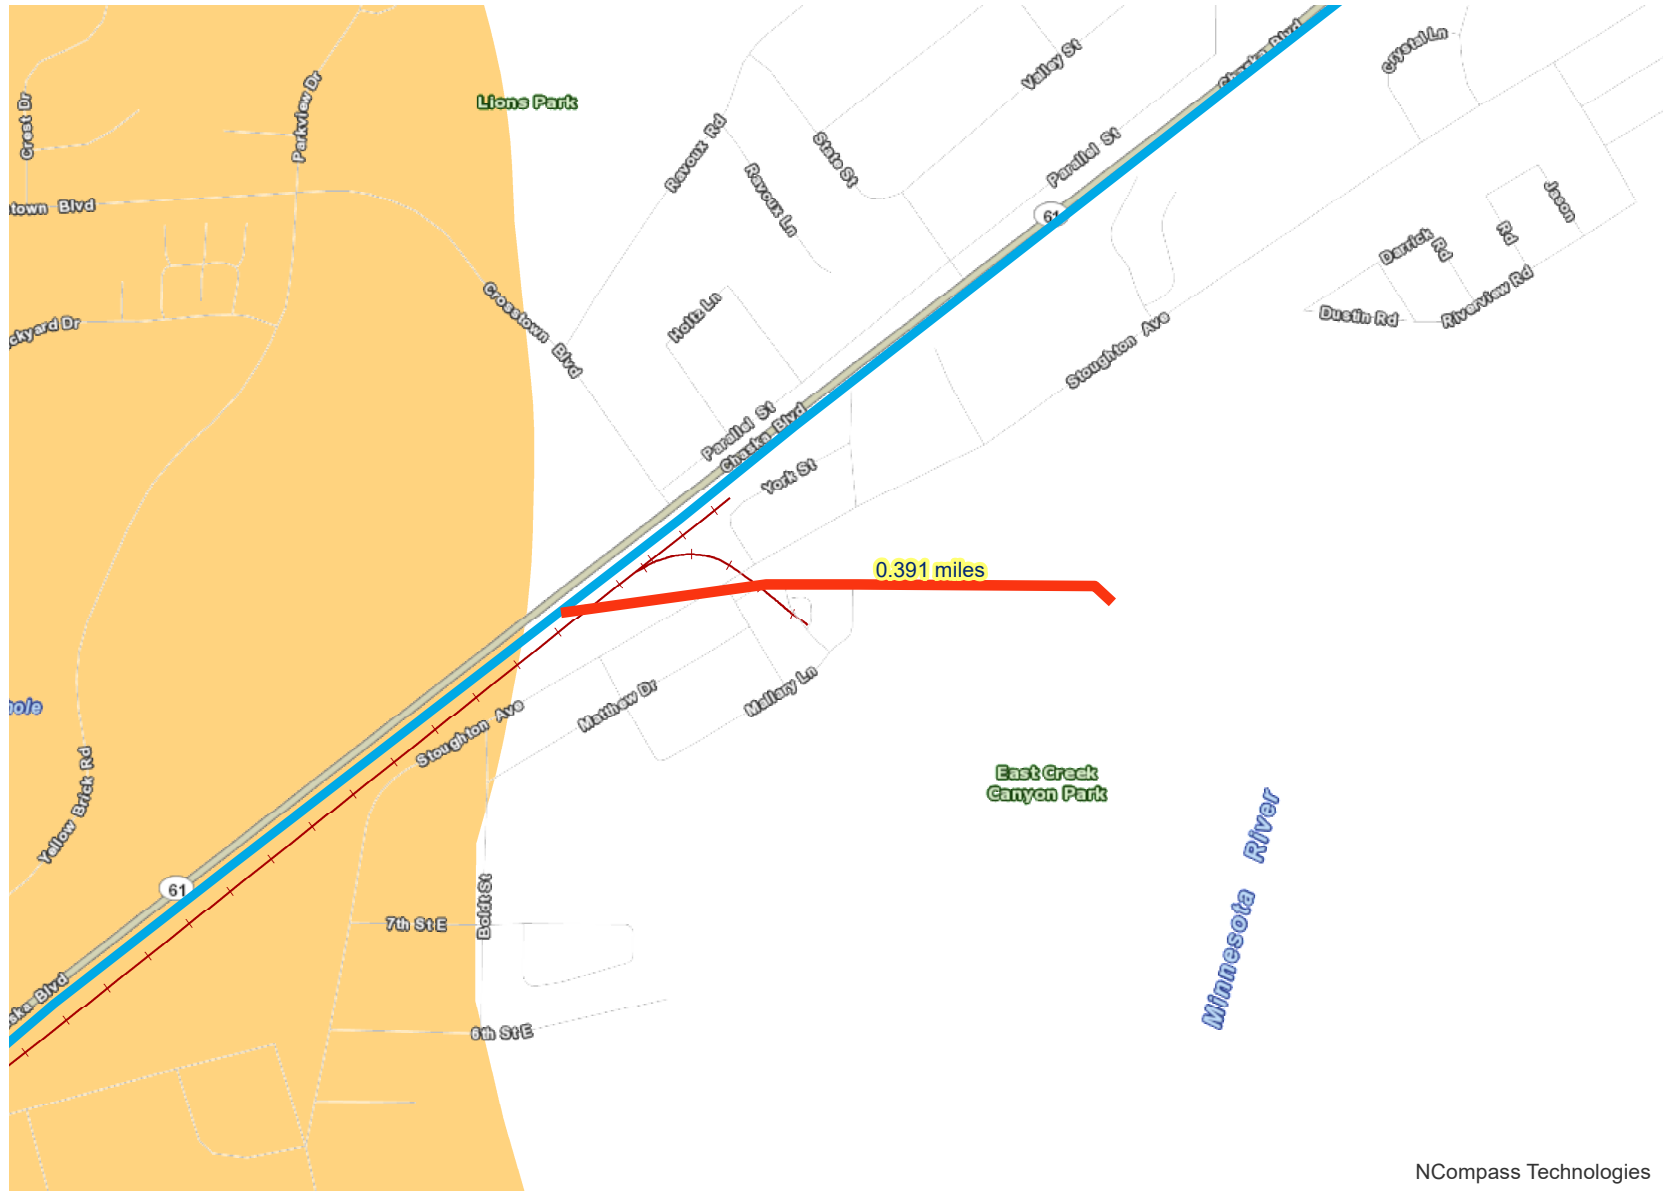 Crest Dr
Parkview Dr
Lions Park
Ravoux Rd
Ravoux Ln
State St
Valley St
Parallel St
Chaska Blvd
Crystal Ln
61
Jason
Rd
Darrick
Rd
Riverview Rd
Dustin Rd
Stoughton Ave
town Blvd
ckyard Dr
Crosstown Blvd
Holtz Ln
Parallel St
Chaska Blvd
York St
0.391 miles
ole
Yellow Brick Rd
Stoughton Ave
Matthew Dr
Mallary Ln
East Creek
Canyon Park
Minnesota River
61
7th St E
Boldt St
6th St E
ska Blvd
NCompass Technologies